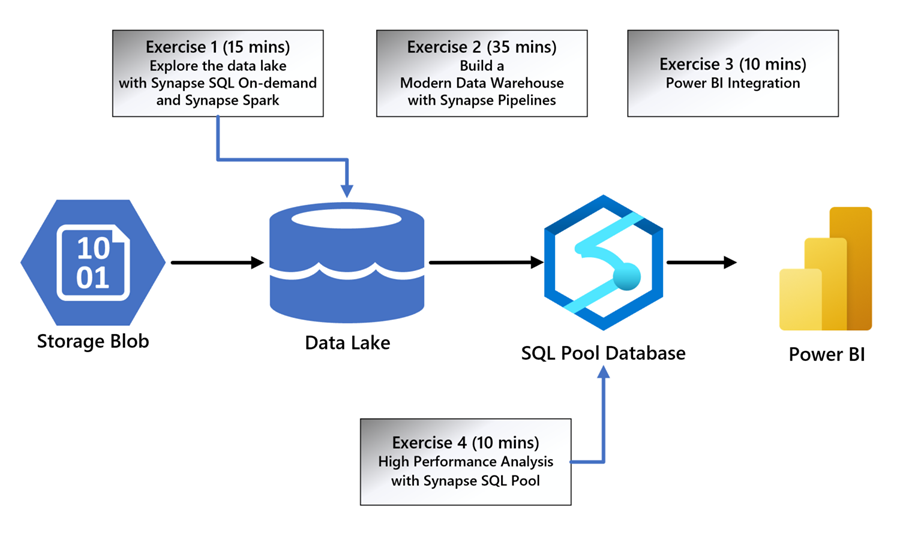 Exercise 1 (15 mins)
Explore the data lake
with Synapse SQL On-demand
and Synapse Spark
Exercise 2 (35 mins)
Build a
Modern Data Warehouse
with Synapse Pipelines
Exercise 3 (10 mins)
Power BI Integration
10
01
Storage Blob
Data Lake
SQL Pool Database
Power BI
Exercise 4 (10 mins)
High Performance Analysis
with Synapse SQL Pool